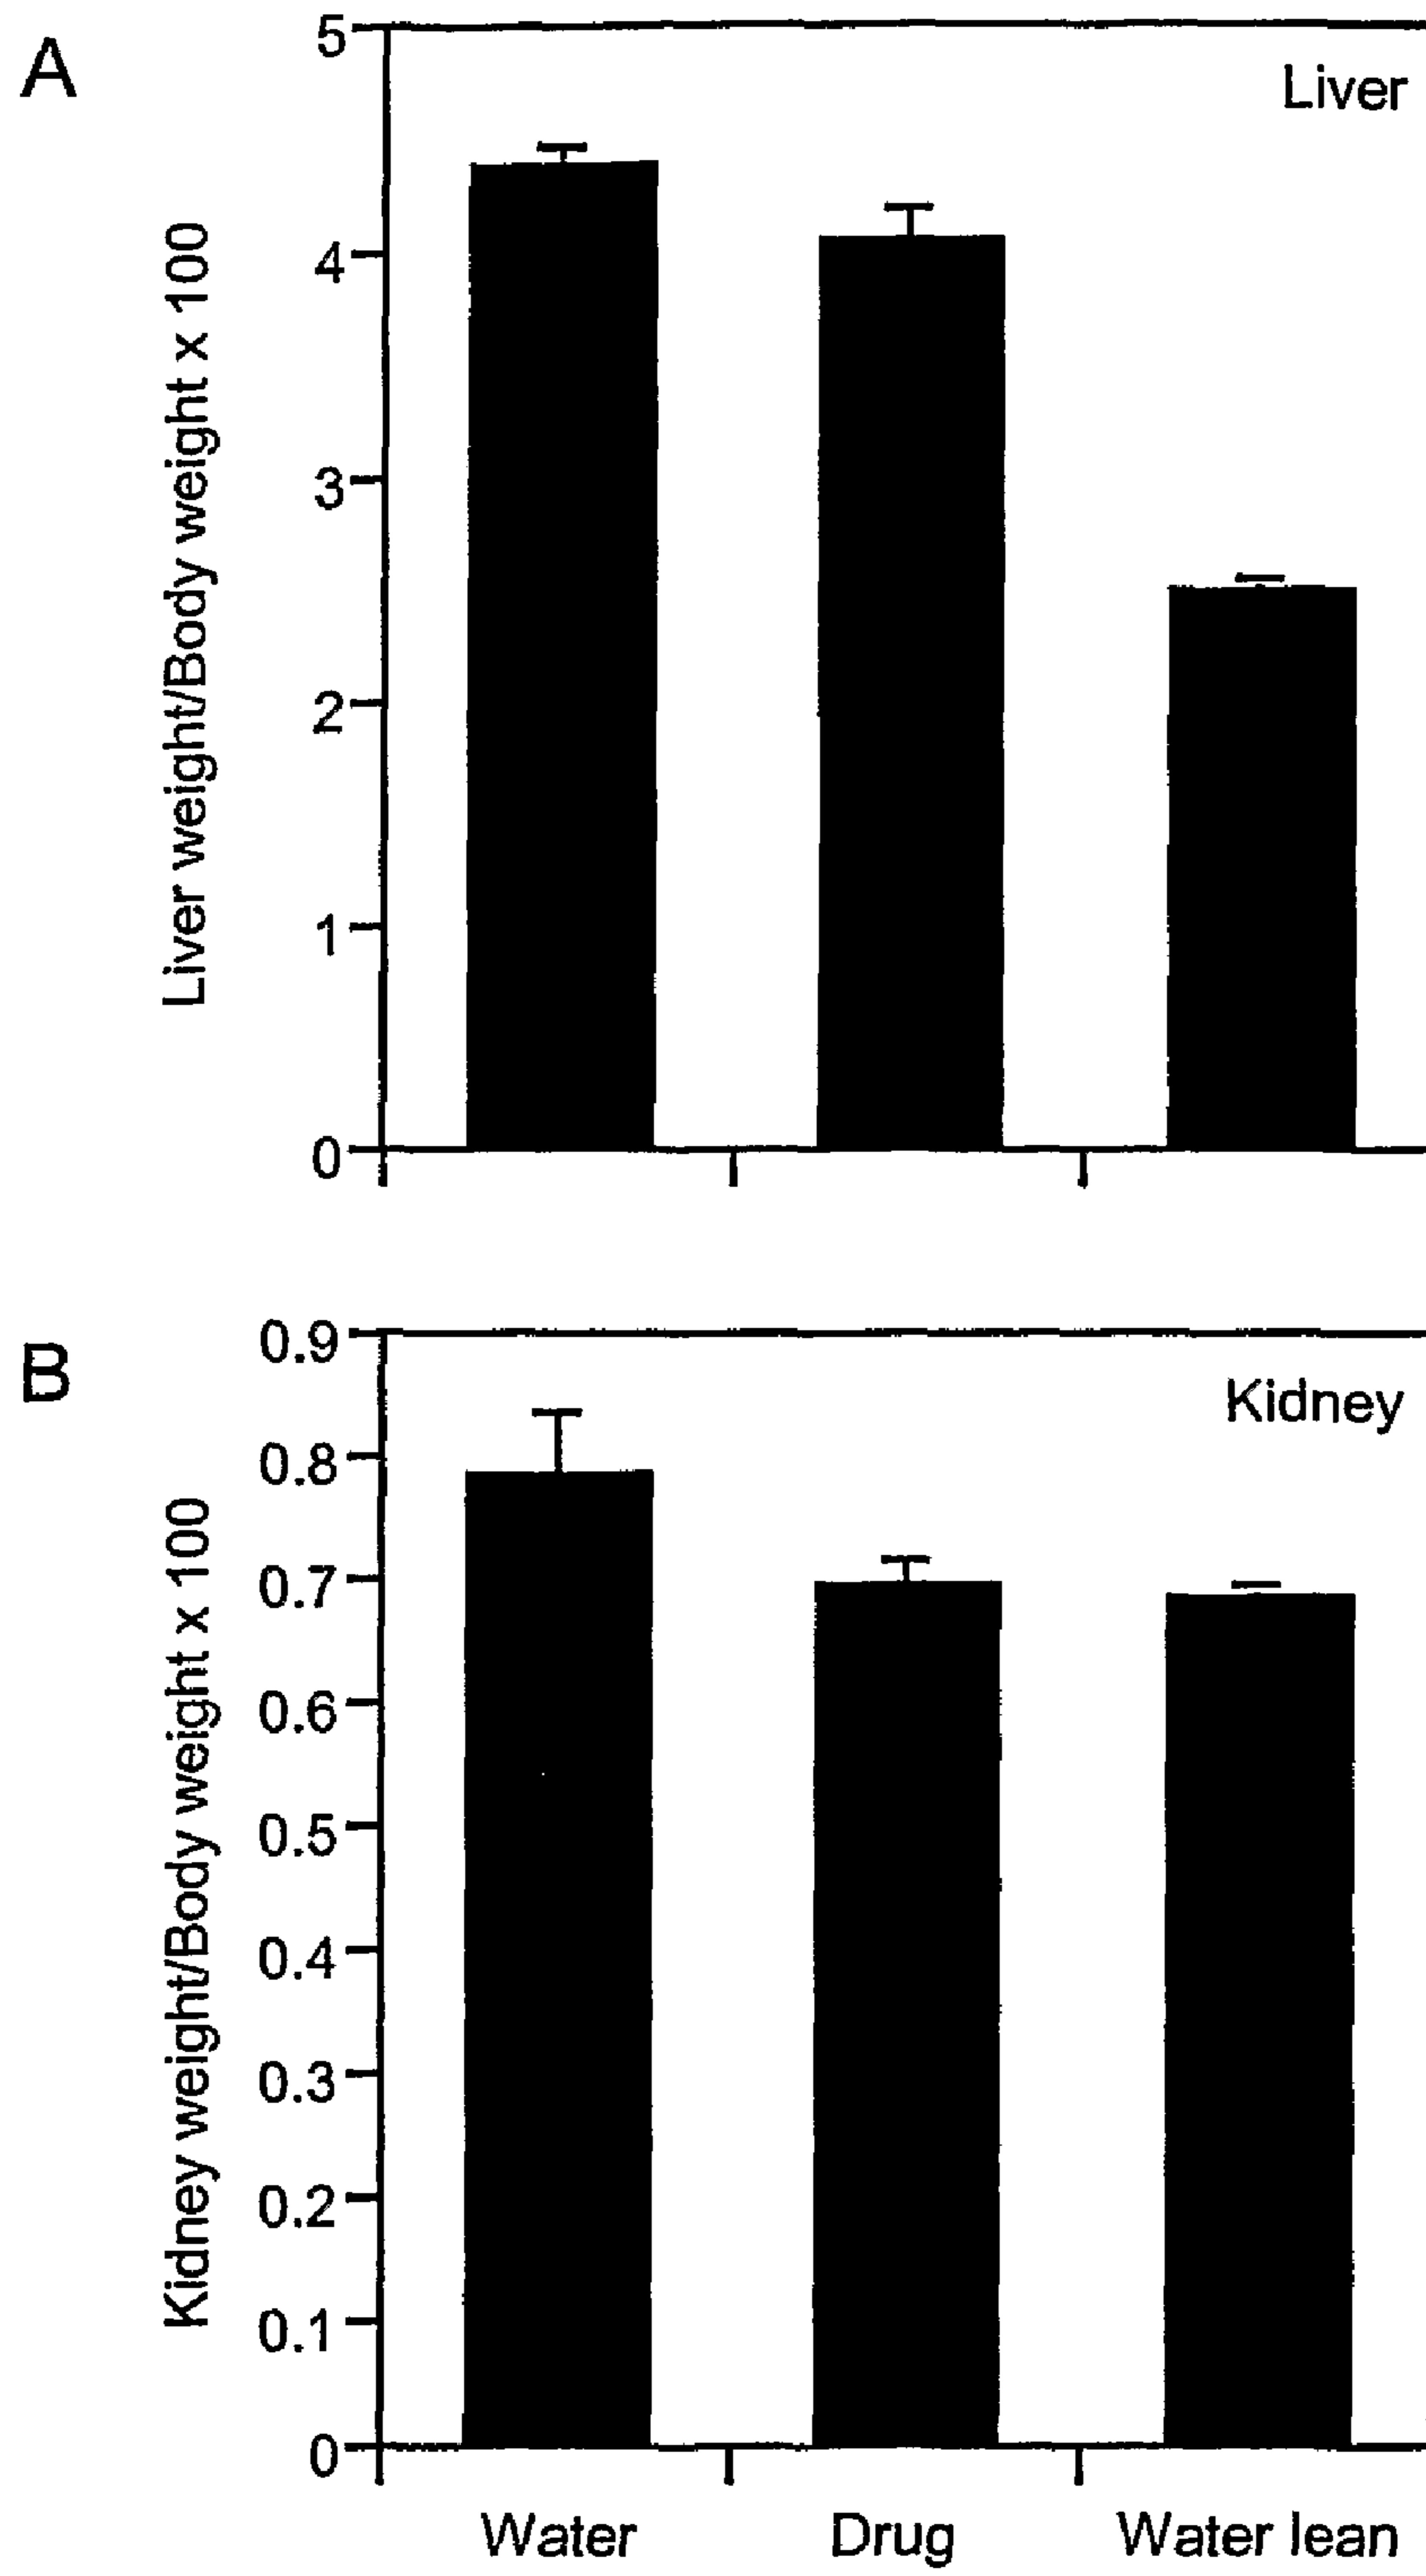 A
Liver
Liver weight/Body weight x 100
5
4
3
2
1
0
B
Kidney
Kidney weight/Body weight x 100
0.9
0.8
0.7
0.6
0.5
0.4
0.3
0.2
0.1
0
Water Drug Water lean